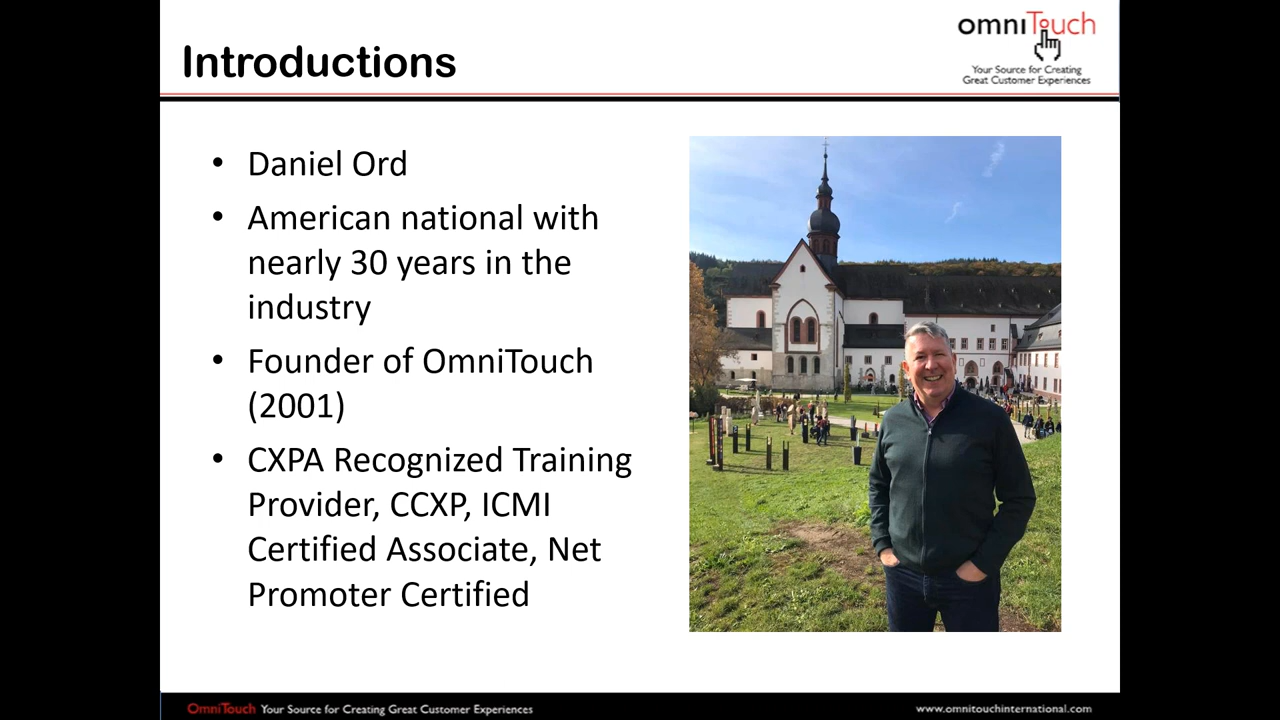 Introductions
omniTouch
Your Source for Creating
Great Customer Experiences
• Daniel Ord
• American national with
nearly 30 years in the
industry
• Founder of OmniTouch
(2001)
• CXPA Recognized Training
Provider, CCXP, ICMI
Certified Associate, Net
Promoter Certified
OmniTouch Your Source for Creating Great Customer Experiences
www.omnitouchinternational.com